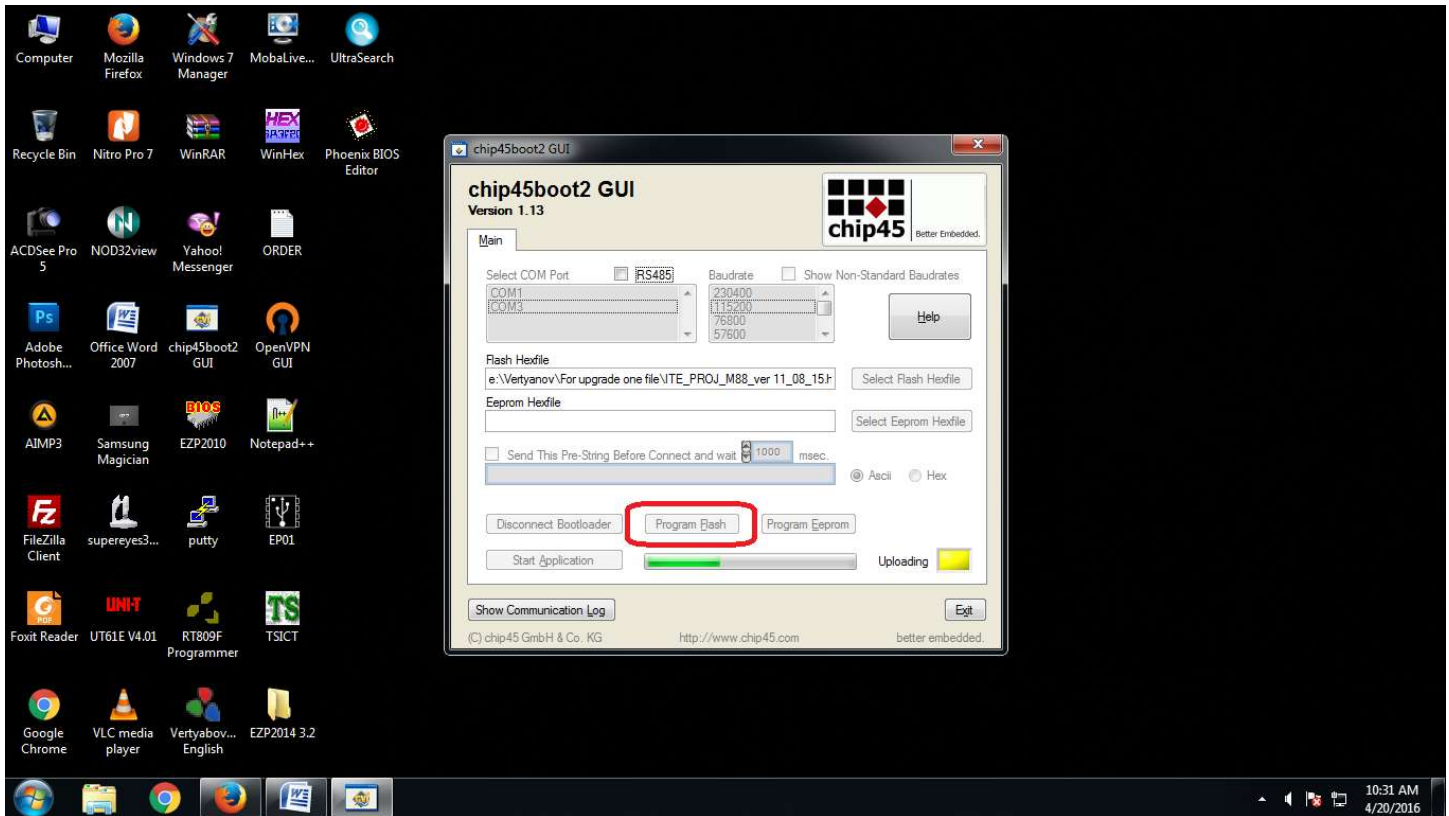 Computer
Mozilla
Firefox
Windows 7
Manager
MobaLive...
UltraSearch
Recycle Bin
Nitro Pro 7
WinRAR
HEX
WinHex
Phoenix BIOS
Editor
ACDSee Pro
5
N
NOD32view
Yahoo!
Messenger
ORDER
Ps
Adobe
Photosh...
Office Word
2007
chip45boot2
GUI
OpenVPN
GUI
AIMP3
Samsung
Magician
BIOS
EZP2010
Notepad++
Fz
FileZilla
Client
supereyes3...
putty
EP01
G
PDF
Foxit Reader
UNI-T
UT61E V4.01
RT809F
Programmer
TS
TSICT
Google
Chrome
VLC media
player
Vertyabov...
English
EZP2014 3.2
chip45boot2 GUI
chip45boot2 GUI
Version 1.13
chip45
Better Embedded.
Main
Select COM Port RS485 Baudrate Show Non-Standard Baudrates
COM1
COM3
230400
115200
76800
57600
Help
Flash Hexfile
e:\Vertyanov\For upgrade one file\ITE_PROJ_M88_ver 11_08_15.h
Select Flash Hexfile
Eeprom Hexfile
Select Eeprom Hexfile
Send This Pre-String Before Connect and wait 1000 msec.
Ascii Hex
Disconnect Bootloader Program Flash Program Eeprom
Start Application Uploading
Show Communication Log Exit
(C) chip45 GmbH & Co. KG http://www.chip45.com better embedded.
10:31 AM
4/20/2016